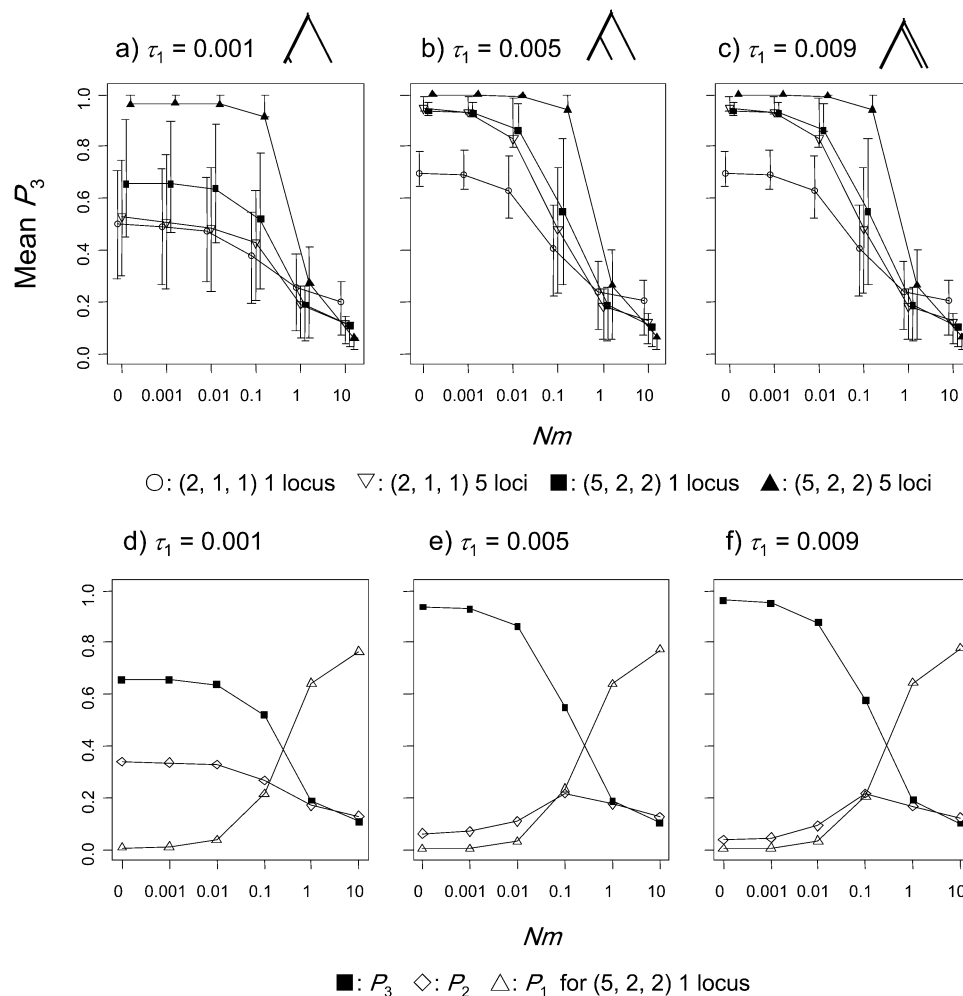 a) τ1 = 0.001
b) τ1 = 0.005
c) τ1 = 0.009
Mean P3
1.0
0.8
0.6
0.4
0.2
0.0
0 0.001 0.01 0.1 1 10
0 0.001 0.01 0.1 1 10
0 0.001 0.01 0.1 1 10
Nm
○: (2, 1, 1) 1 locus ▽: (2, 1, 1) 5 loci ■: (5, 2, 2) 1 locus ▲: (5, 2, 2) 5 loci
d) τ1 = 0.001
e) τ1 = 0.005
f) τ1 = 0.009
1.0
0.8
0.6
0.4
0.2
0.0
0 0.001 0.01 0.1 1 10
0 0.001 0.01 0.1 1 10
0 0.001 0.01 0.1 1 10
Nm
■: P3 ◇: P2 △: P1 for (5, 2, 2) 1 locus